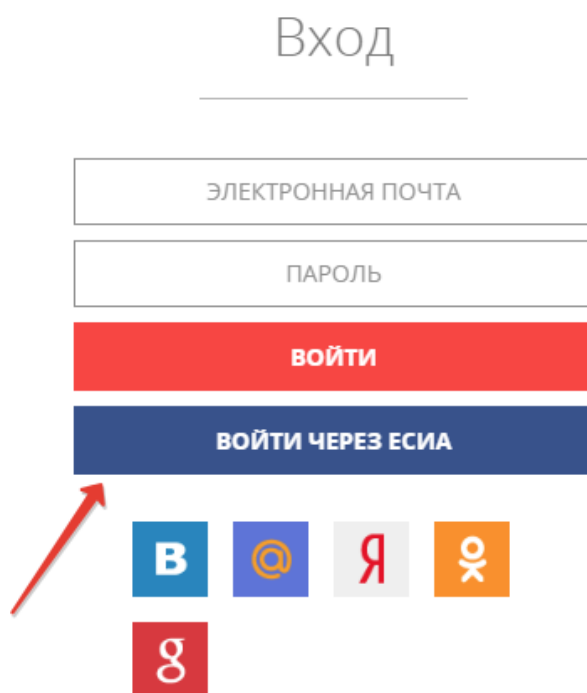 Вход
ЭЛЕКТРОННАЯ ПОЧТА
ПАРОЛЬ
ВОЙТИ
ВОЙТИ ЧЕРЕЗ ЕСИА
В @ Я
g